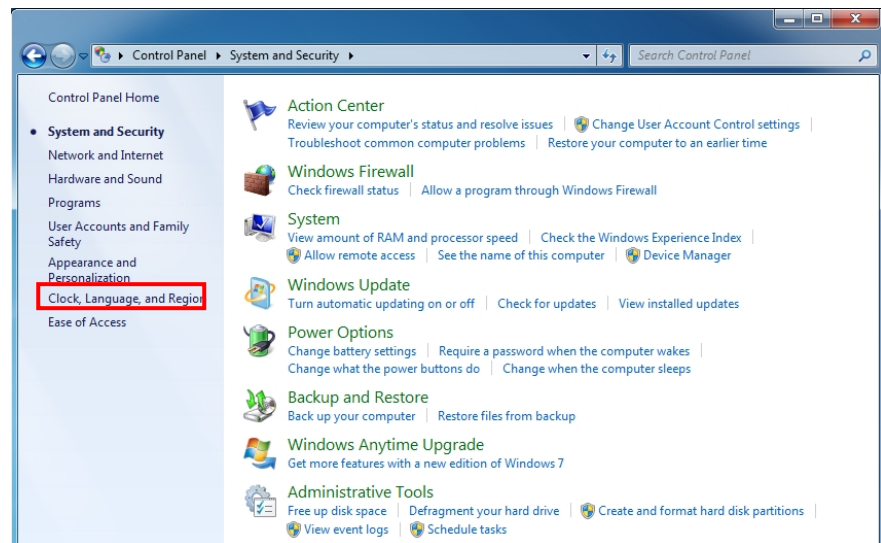 Control Panel System and Security Search Control Panel
Control Panel Home
System and Security
Network and Internet
Hardware and Sound
Programs
User Accounts and Family
Safety
Appearance and
Personalization
Clock, Language, and Region
Ease of Access
Action Center
Review your computer's status and resolve issues Change User Account Control settings
Troubleshoot common computer problems Restore your computer to an earlier time
Windows Firewall
Check firewall status Allow a program through Windows Firewall
System
View amount of RAM and processor speed Check the Windows Experience Index
Allow remote access See the name of this computer Device Manager
Windows Update
Turn automatic updating on or off Check for updates View installed updates
Power Options
Change battery settings Require a password when the computer wakes
Change what the power buttons do Change when the computer sleeps
Backup and Restore
Back up your computer Restore files from backup
Windows Anytime Upgrade
Get more features with a new edition of Windows 7
Administrative Tools
Free up disk space Defragment your hard drive Create and format hard disk partitions
View event logs Schedule tasks